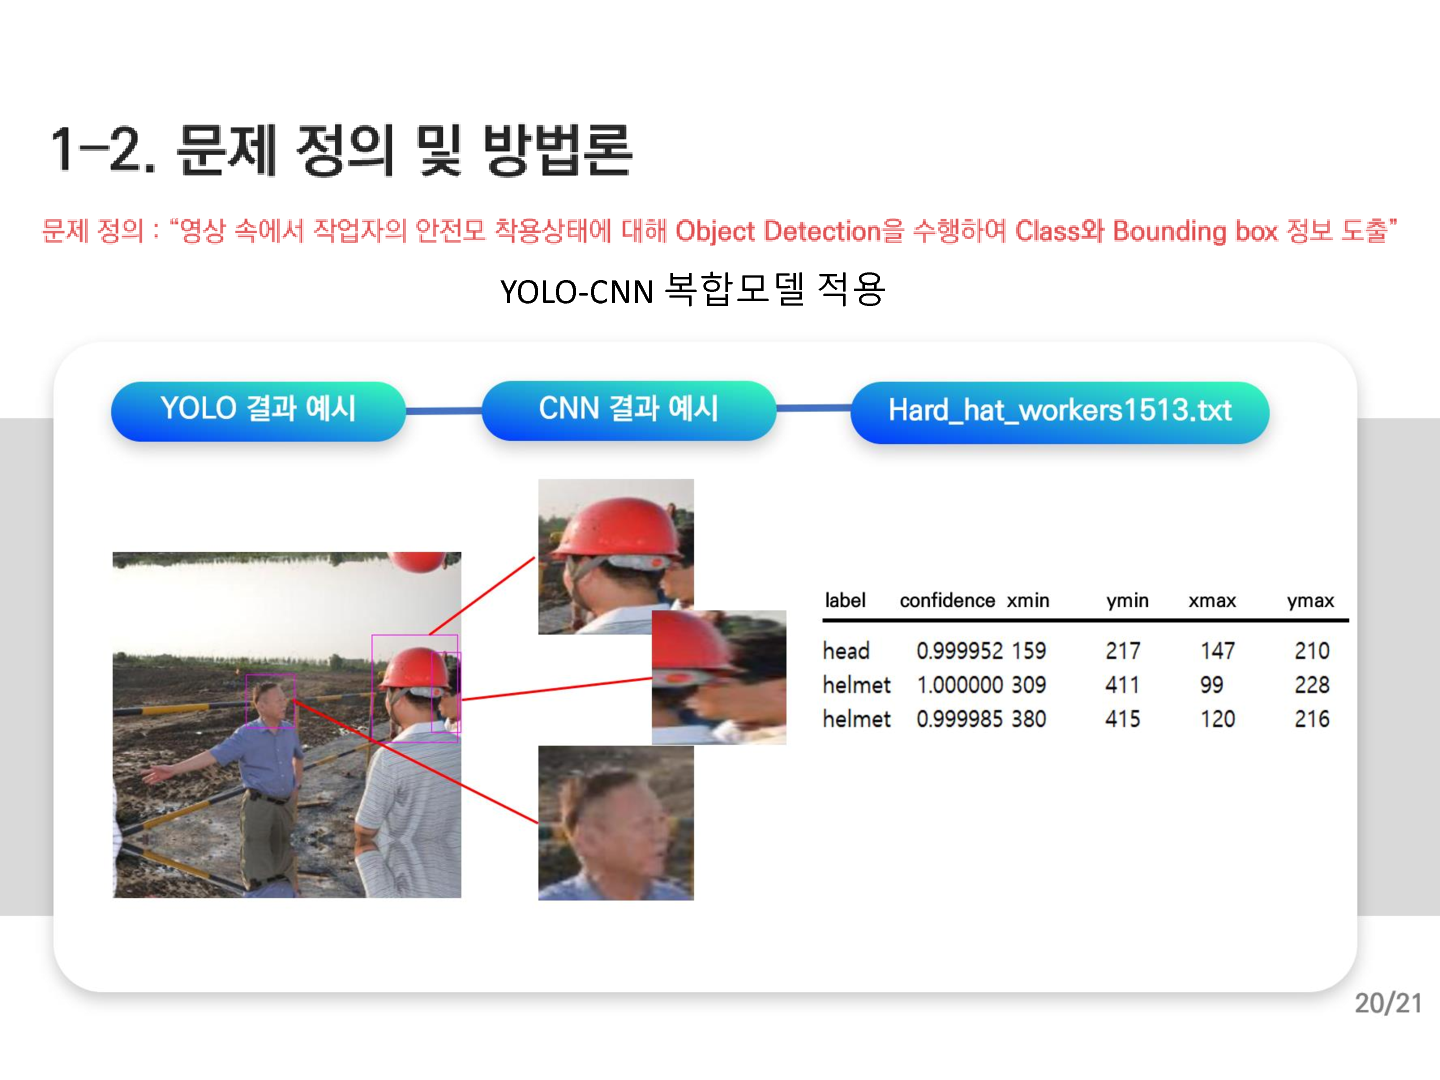 1-2. 문제 정의 및 방법론
문제 정의 : “영상 속에서 작업자의 안전모 착용상태에 대해 Object Detection을 수행하여 Class와 Bounding box 정보 도출”
YOLO-CNN 복합모델 적용
YOLO 결과 예시
CNN 결과 예시
Hard_hat_workers1513.txt
label confidence xmin ymin xmax ymax
head 0.999952 159 217 147 210
helmet 1.000000 309 411 99 228
helmet 0.999985 380 415 120 216
20/21